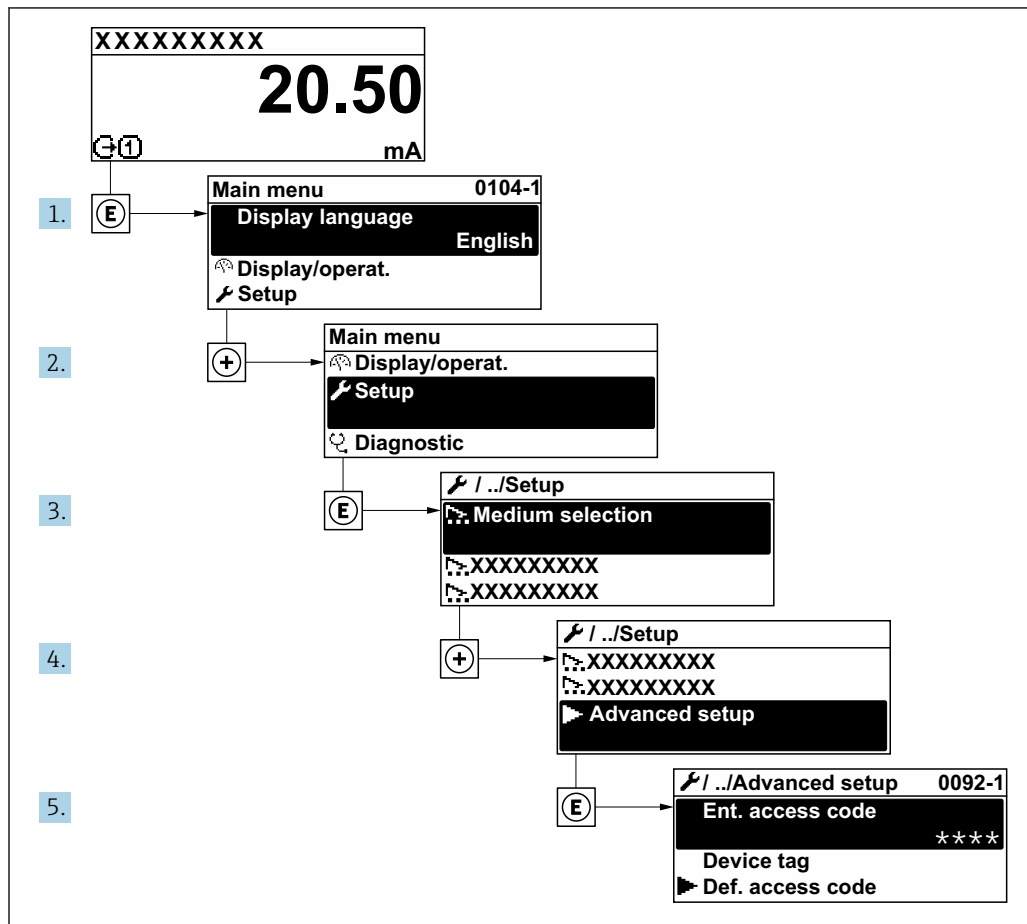 XXXXXXXXX
20.50
1 mA
1. E
Main menu 0104-1
Display language
English
Display/operat.
Setup
2. +
Main menu
Display/operat.
Setup
Diagnostic
3. E
/ ../Setup
Medium selection
XXXXXXXXX
XXXXXXXXX
4. +
/ ../Setup
XXXXXXXXX
XXXXXXXXX
Advanced setup
5. E
/ ../Advanced setup 0092-1
Ent. access code
****
Device tag
Def. access code